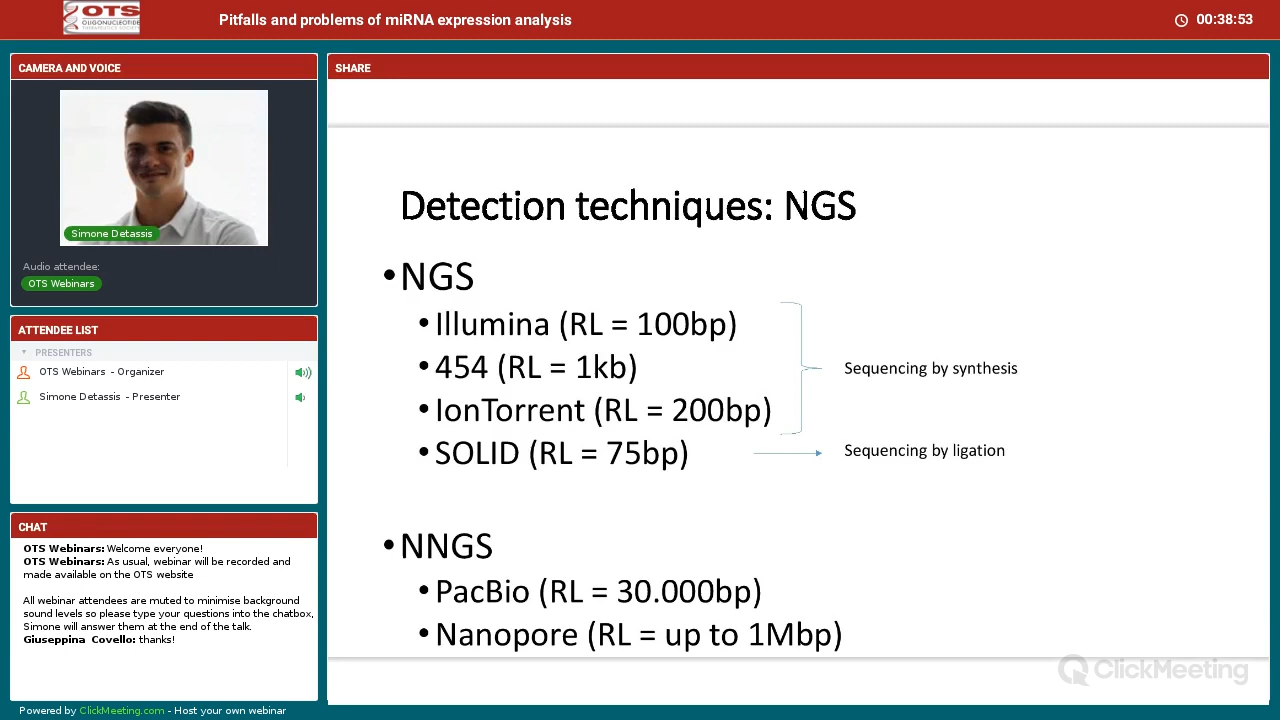 OTS
OLIGONUCLEOTIDE
THERAPEUTICS SOCIETY
Pitfalls and problems of miRNA expression analysis
00:38:53
CAMERA AND VOICE
Simone Detassis
Audio attendee:
OTS Webinars
ATTENDEE LIST
PRESENTERS
OTS Webinars - Organizer
Simone Detassis - Presenter
CHAT
OTS Webinars: Welcome everyone!
OTS Webinars: As usual, webinar will be recorded and
made available on the OTS website
All webinar attendees are muted to minimise background
sound levels so please type your questions into the chatbox,
Simone will answer them at the end of the talk.
Giuseppina Covello: thanks!
Powered by ClickMeeting.com - Host your own webinar
SHARE
Detection techniques: NGS
•NGS
•Illumina (RL = 100bp)
•454 (RL = 1kb)
•IonTorrent (RL = 200bp)
Sequencing by synthesis
•SOLID (RL = 75bp)
Sequencing by ligation
•NNGS
•PacBio (RL = 30.000bp)
•Nanopore (RL = up to 1Mbp)
ClickMeeting